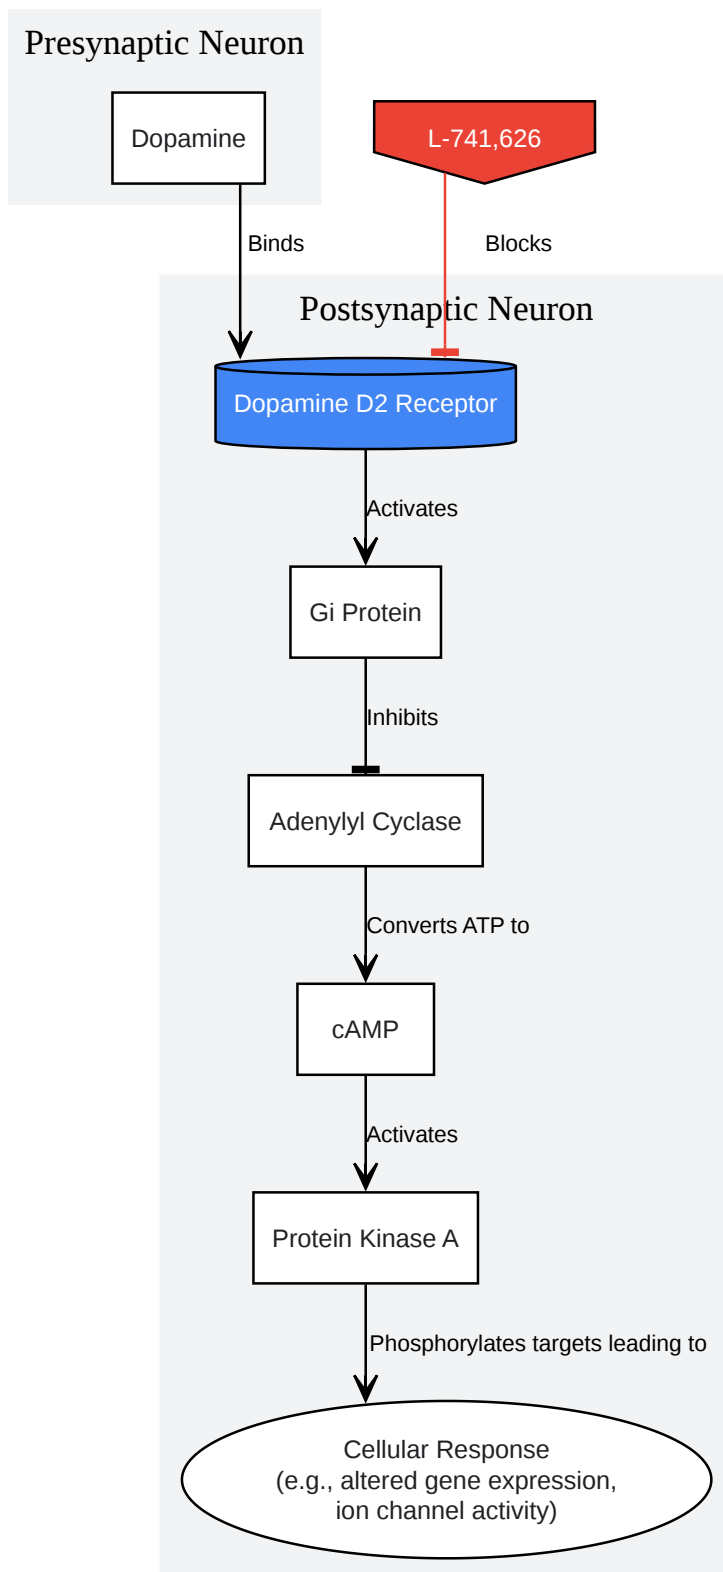 Presynaptic Neuron
Dopamine
L-741,626
Binds
Blocks
Postsynaptic Neuron
Dopamine D2 Receptor
Activates
Gi Protein
Inhibits
Adenylyl Cyclase
Converts ATP to
cAMP
Activates
Protein Kinase A
Phosphorylates targets leading to
Cellular Response
(e.g., altered gene expression,
ion channel activity)